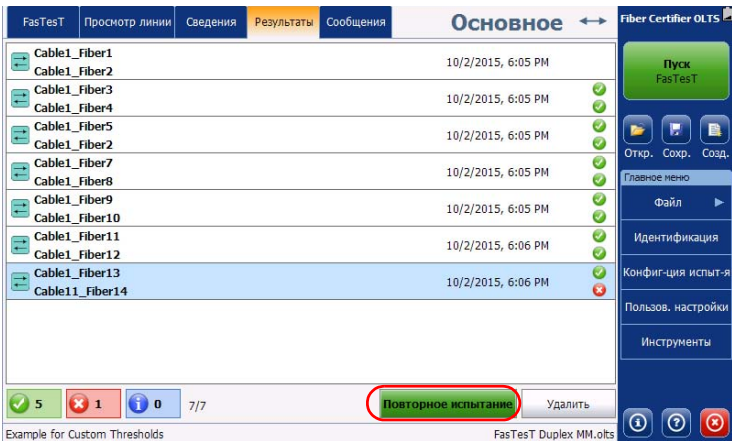 FasTesT Просмотр линии Сведения Результаты Сообщения Основное
Cable1_Fiber1
Cable1_Fiber2
10/2/2015, 6:05 PM
Cable1_Fiber3
Cable1_Fiber4
10/2/2015, 6:05 PM
Cable1_Fiber5
Cable1_Fiber2
10/2/2015, 6:05 PM
Cable1_Fiber7
Cable1_Fiber8
10/2/2015, 6:05 PM
Cable1_Fiber9
Cable1_Fiber10
10/2/2015, 6:05 PM
Cable1_Fiber11
Cable1_Fiber12
10/2/2015, 6:06 PM
Cable1_Fiber13
Cable11_Fiber14
10/2/2015, 6:06 PM
5 1 0 7/7 Повторное испытание Удалить
Example for Custom Thresholds FasTesT Duplex MM.olts
Fiber Certifier OLTS
Пуск
FasTesT
Откр. Сохр. Созд.
Главное меню
Файл
Идентификация
Конфиг-ция испыт-я
Пользов. настройки
Инструменты